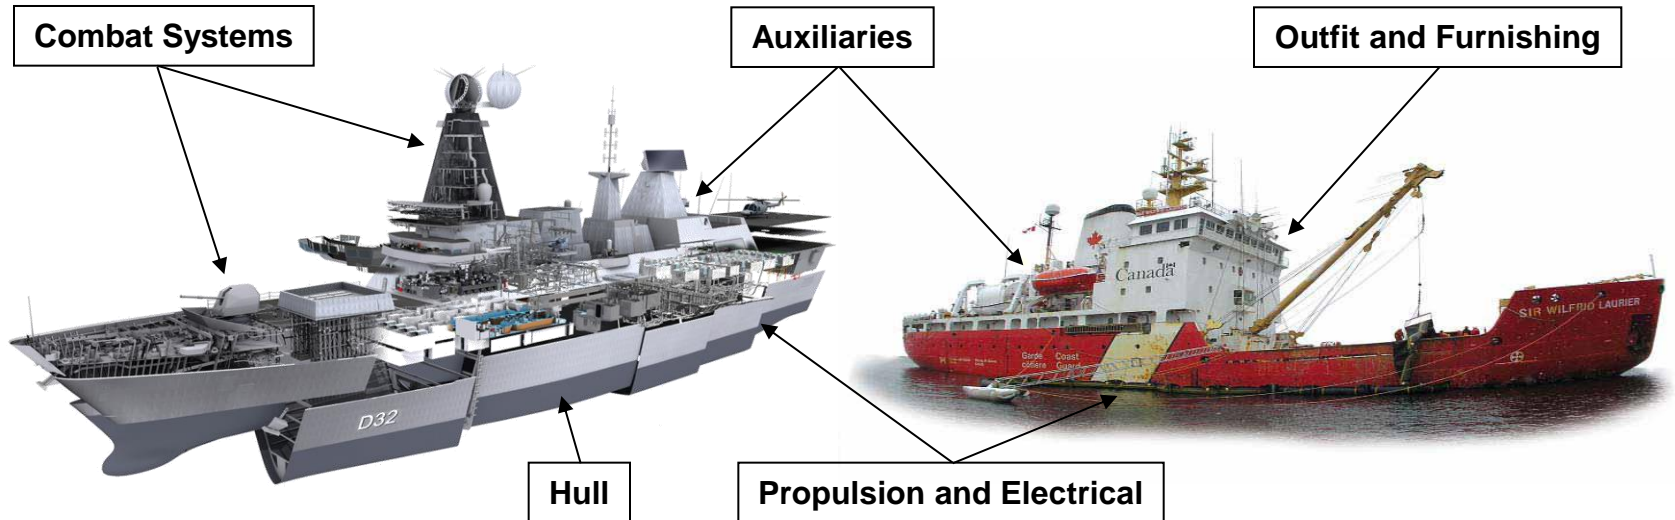 Combat Systems
Auxiliaries
Outfit and Furnishing
Canada
SIR WILFRID LAURIER
Garde Coast
côtière Guard
D32
Hull
Propulsion and Electrical